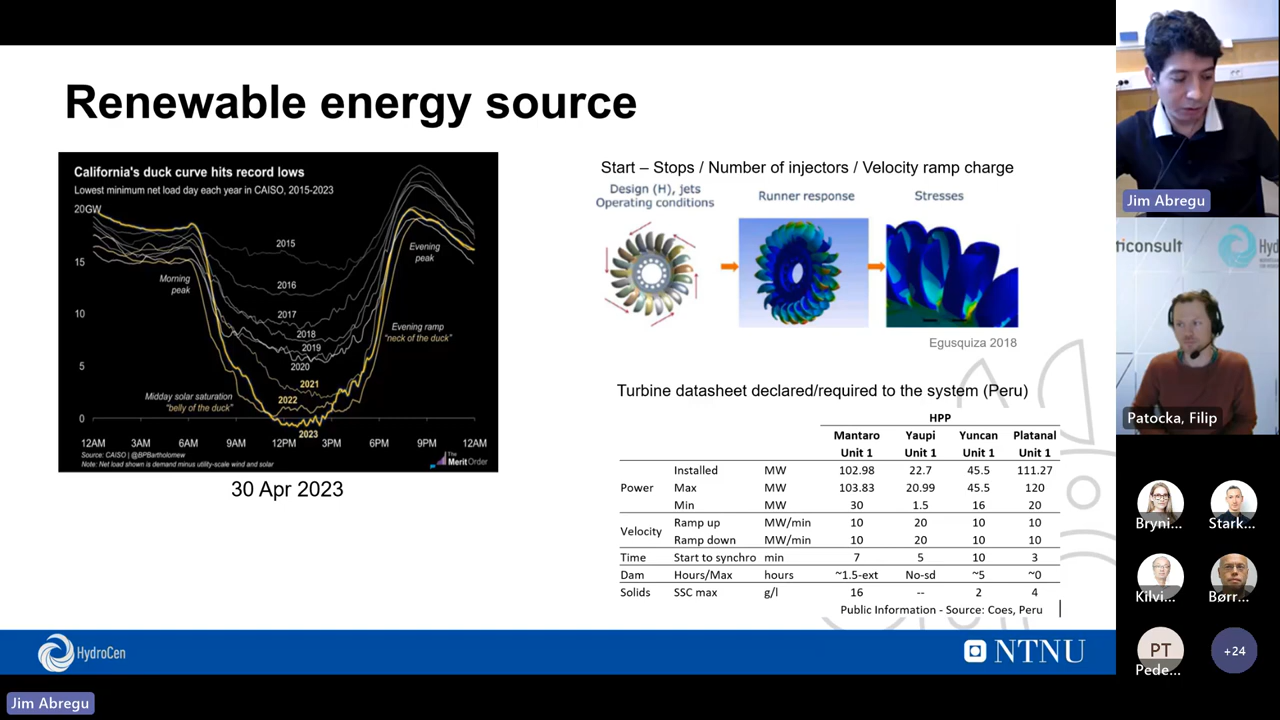 Renewable energy source
California's duck curve hits record lows
Lowest minimum net load day each year in CAISO, 2015-2023
20GW
15
10
5
0
2015
2016
2017
2018
2019
2020
2021
2022
2023
Morning
peak
Evening
peak
Evening ramp
"neck of the duck"
Midday solar saturation
"belly of the duck"
12AM 3AM 6AM 9AM 12PM 3PM 6PM 9PM 12AM
Source: CAISO | @BPBartholomew
Note: Net load shown is demand minus utility-scale wind and solar
The
Merit Order
30 Apr 2023
Start – Stops / Number of injectors / Velocity ramp charge
Design (H), jets
Operating conditions
Runner response
Stresses
Egusquiza 2018
Turbine datasheet declared/required to the system (Peru)
HPP
Mantaro Yaupi Yuncan Platanal
Unit 1 Unit 1 Unit 1 Unit 1
Installed MW 102.98 22.7 45.5 111.27
Power Max MW 103.83 20.99 45.5 120
Min MW 30 1.5 16 20
Velocity Ramp up MW/min 10 20 10 10
Ramp down MW/min 10 20 10 10
Time Start to synchro min 7 5 10 3
Dam Hours/Max hours ~1.5-ext No-sd ~5 ~0
Solids SSC max g/l 16 -- 2 4
Public Information - Source: Coes, Peru
HydroCen
NTNU
Jim Abregu
Jim Abregu
ticonsult
Hydr
Patocka, Filip
Bryni... Stark...
Kilvi... Børr...
PT +24
Pede...